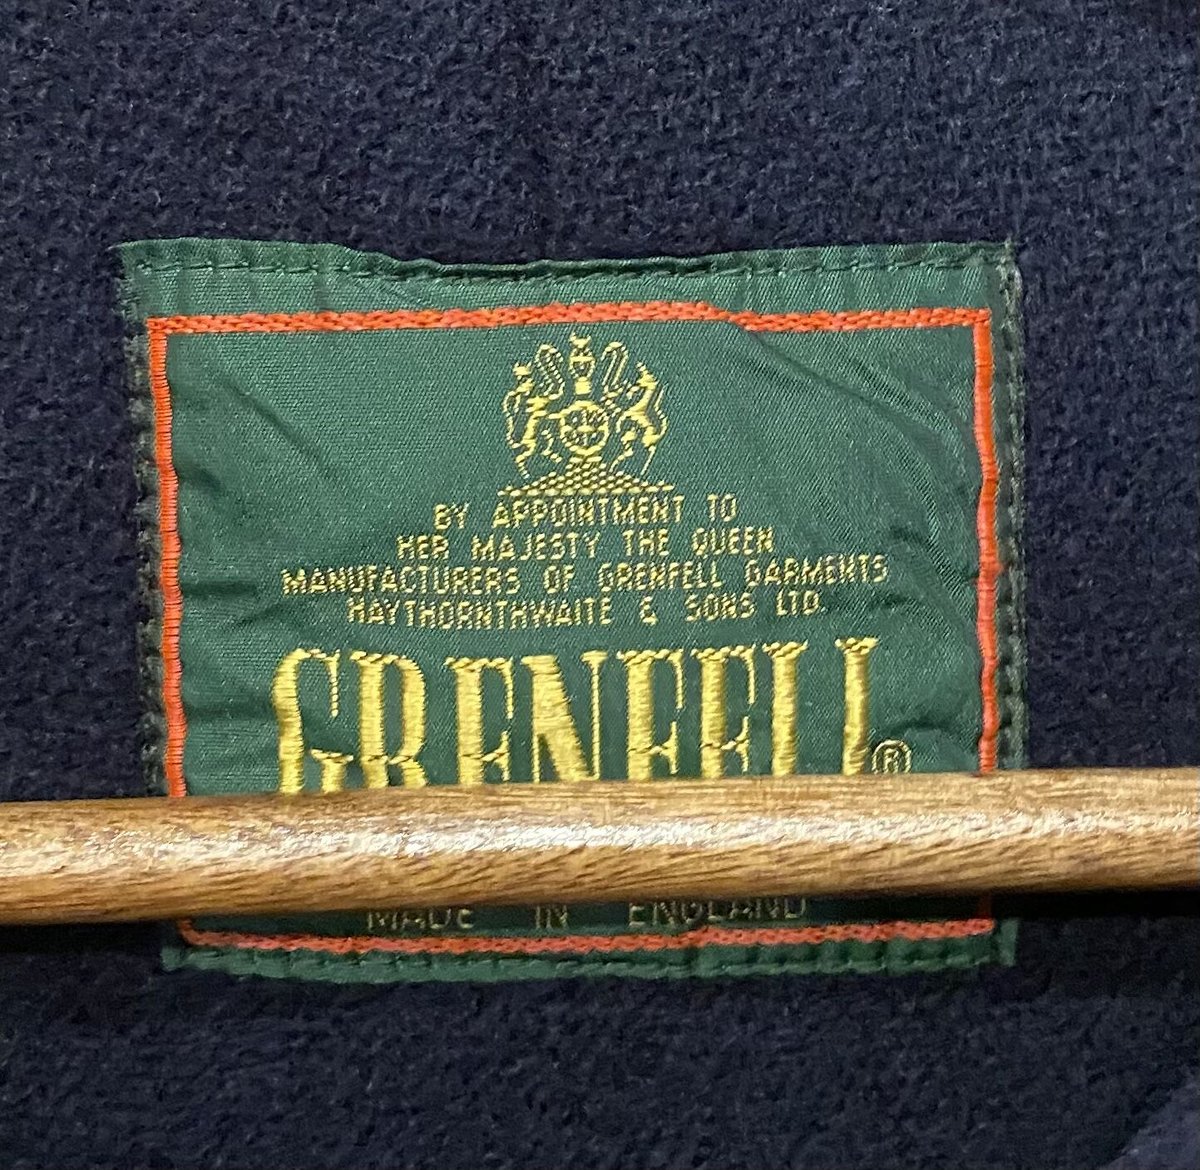 BY APPOINTMENT TO
HER MAJESTY THE QUEEN
MANUFACTURERS OF GRENFELL GARMENTS
HAYTHORNTHWAITE & SONS LTD.
GRENFELL®
MADE IN ENGLAND